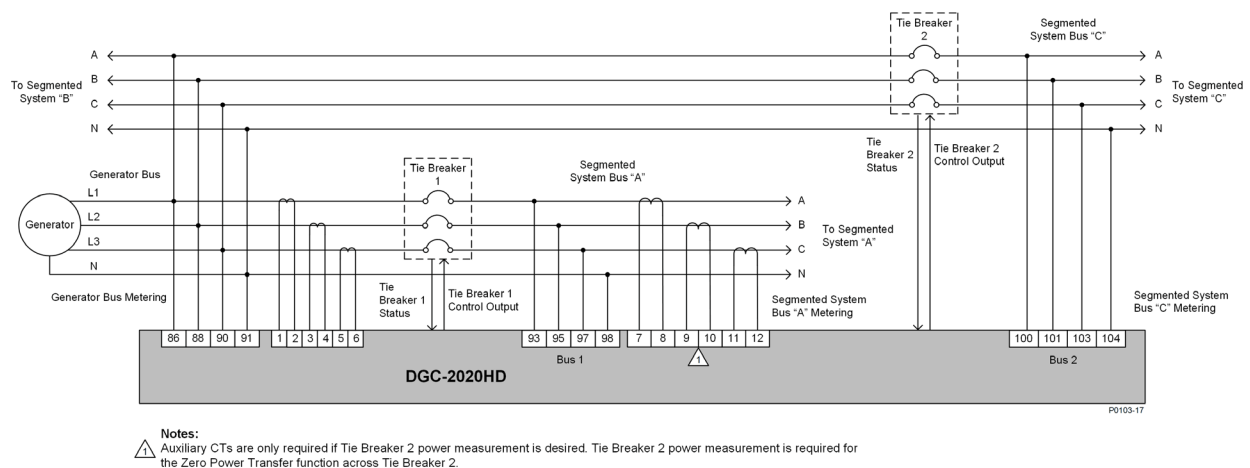 Tie Breaker
2
Segmented
System Bus “C”
A
A
To Segmented
System “B”
B
B
To Segmented
System “C”
C
C
N
N
Tie
Breaker 2
Status
Tie Breaker 2
Control Output
Generator Bus
Tie Breaker
1
Segmented
System Bus “A”
L1
A
Generator
L2
B
To Segmented
System “A”
L3
C
N
N
Generator Bus Metering
Tie
Breaker 1
Status
Tie Breaker 1
Control Output
Segmented System
Bus “A” Metering
Segmented System
Bus “C” Metering
86 88 90 91 1 2 3 4 5 6 93 95 97 98 7 8 9 10 11 12 100 101 103 104
Bus 1
1
Bus 2
DGC-2020HD
P0103-17
Notes:
1 Auxiliary CTs are only required if Tie Breaker 2 power measurement is desired. Tie Breaker 2 power measurement is required for
the Zero Power Transfer function across Tie Breaker 2.